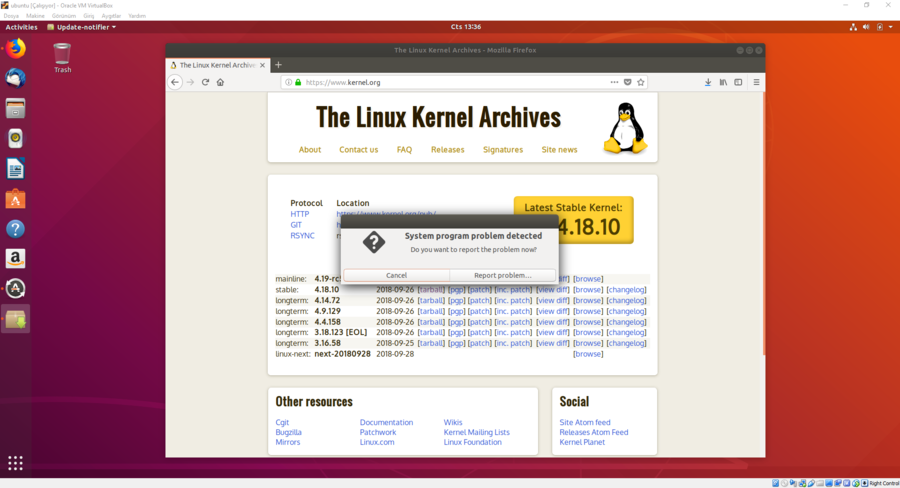 ubuntu [Çalışıyor] - Oracle VM VirtualBox
Dosya Makine Görünüm Giriş Aygıtlar Yardım
Activities Update-notifier Cts 13:36
Trash
The Linux Kernel Archives - Mozilla Firefox
The Linux Kernel Archive
https://www.kernel.org
The Linux Kernel Archives
About Contact us FAQ Releases Signatures Site news
Protocol Location
HTTP https://www.kernel.org/pub/
GIT
RSYNC
Latest Stable Kernel:
4.18.10
System program problem detected
Do you want to report the problem now?
Cancel Report problem...
mainline: 4.19-rc [browse]
stable: 4.18.10 2018-09-26 [tarball] [pgp] [patch] [inc. patch] [view diff] [browse] [changelog]
longterm: 4.14.72 2018-09-26 [tarball] [pgp] [patch] [inc. patch] [view diff] [browse] [changelog]
longterm: 4.9.129 2018-09-26 [tarball] [pgp] [patch] [inc. patch] [view diff] [browse] [changelog]
longterm: 4.4.158 2018-09-26 [tarball] [pgp] [patch] [inc. patch] [view diff] [browse] [changelog]
longterm: 3.18.123 [EOL] 2018-09-26 [tarball] [pgp] [patch] [inc. patch] [view diff] [browse] [changelog]
longterm: 3.16.58 2018-09-25 [tarball] [pgp] [patch] [inc. patch] [view diff] [browse] [changelog]
linux-next: next-20180928 2018-09-28 [browse]
Other resources
Cgit Documentation Wikis
Bugzilla Patchwork Kernel Mailing Lists
Mirrors Linux.com Linux Foundation
Social
Site Atom feed
Releases Atom Feed
Kernel Planet
Right Control